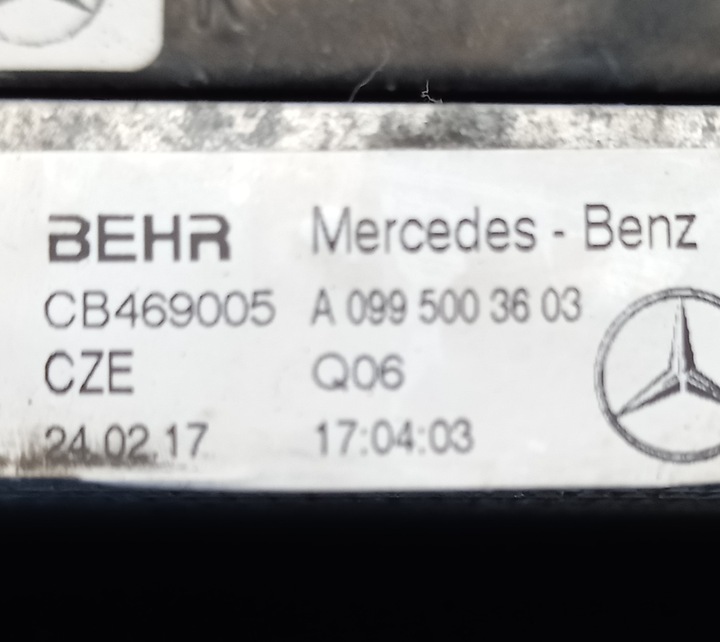 BEHR Mercedes - Benz
CB469005 A 099 500 36 03
CZE Q06
24.02.17 17:04:03